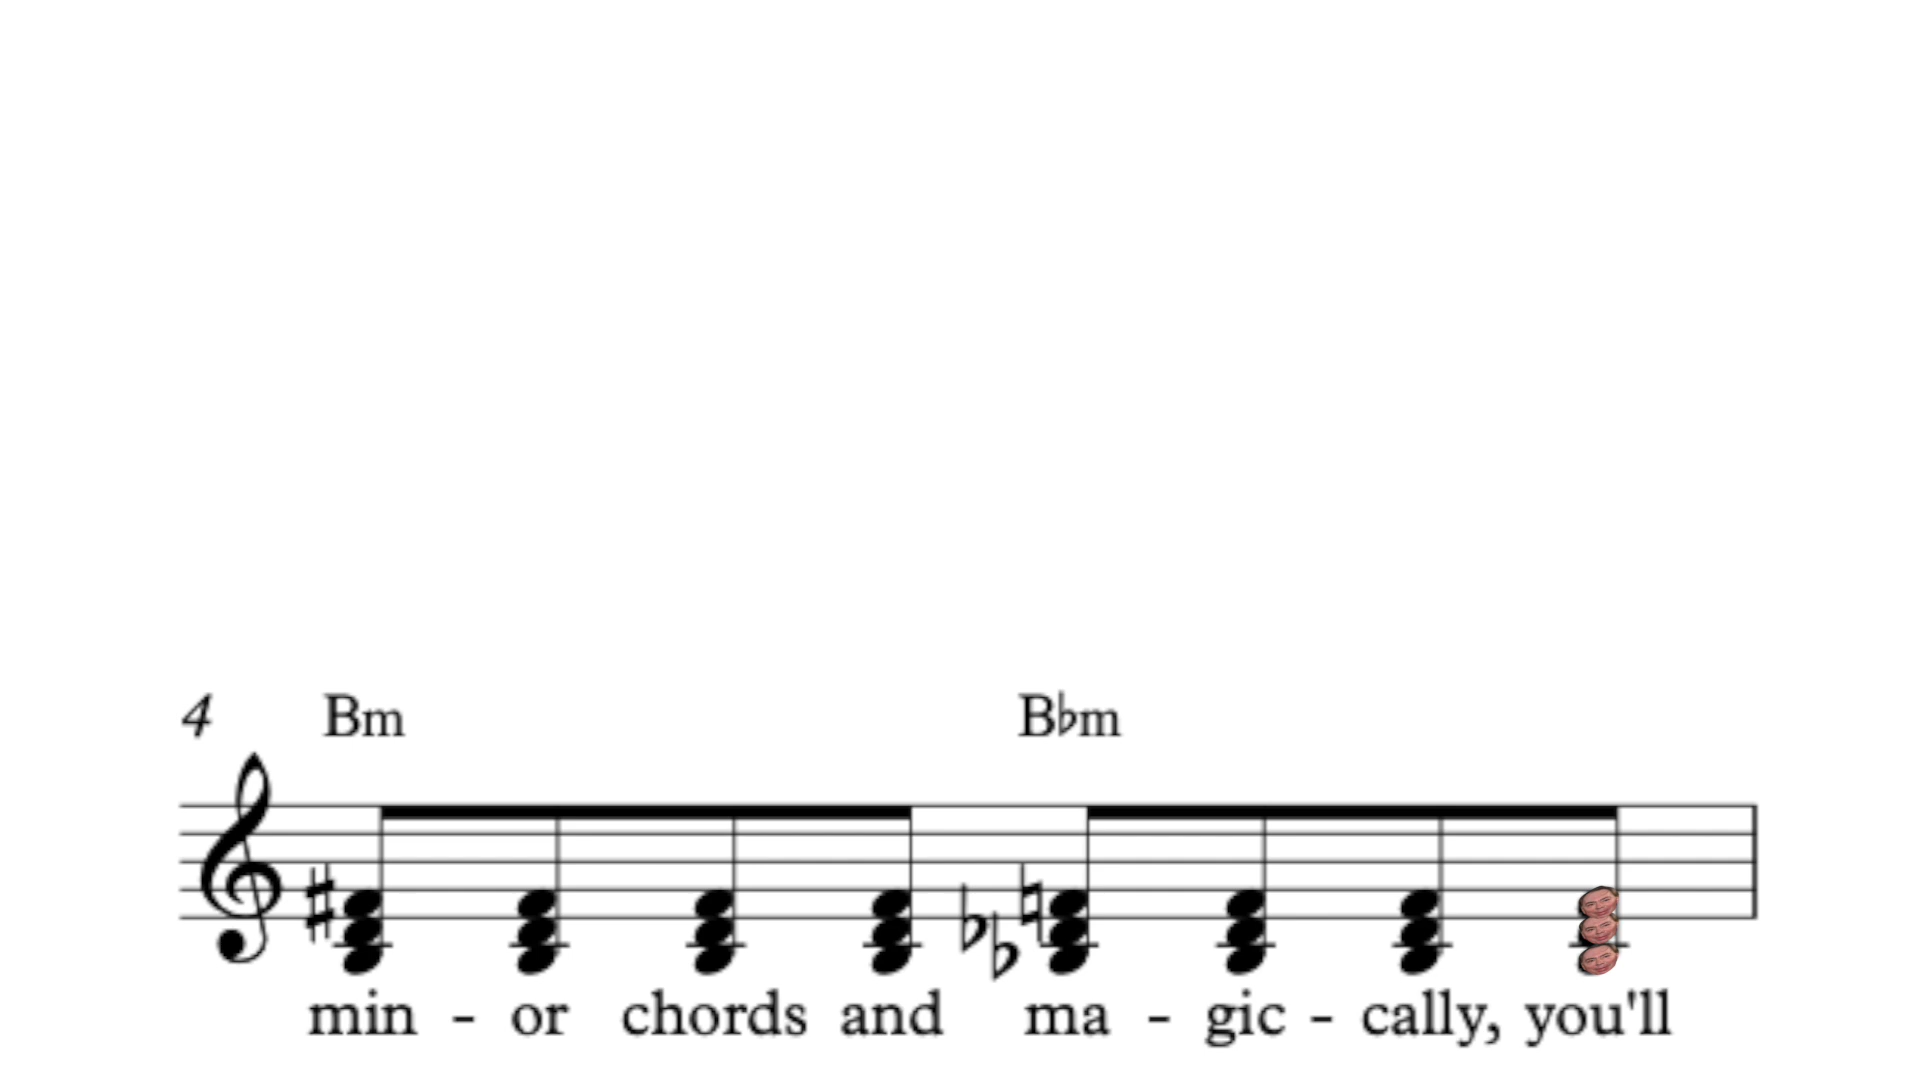 4 Bm B♭m
min - or chords and ma - gic - cally, you'll